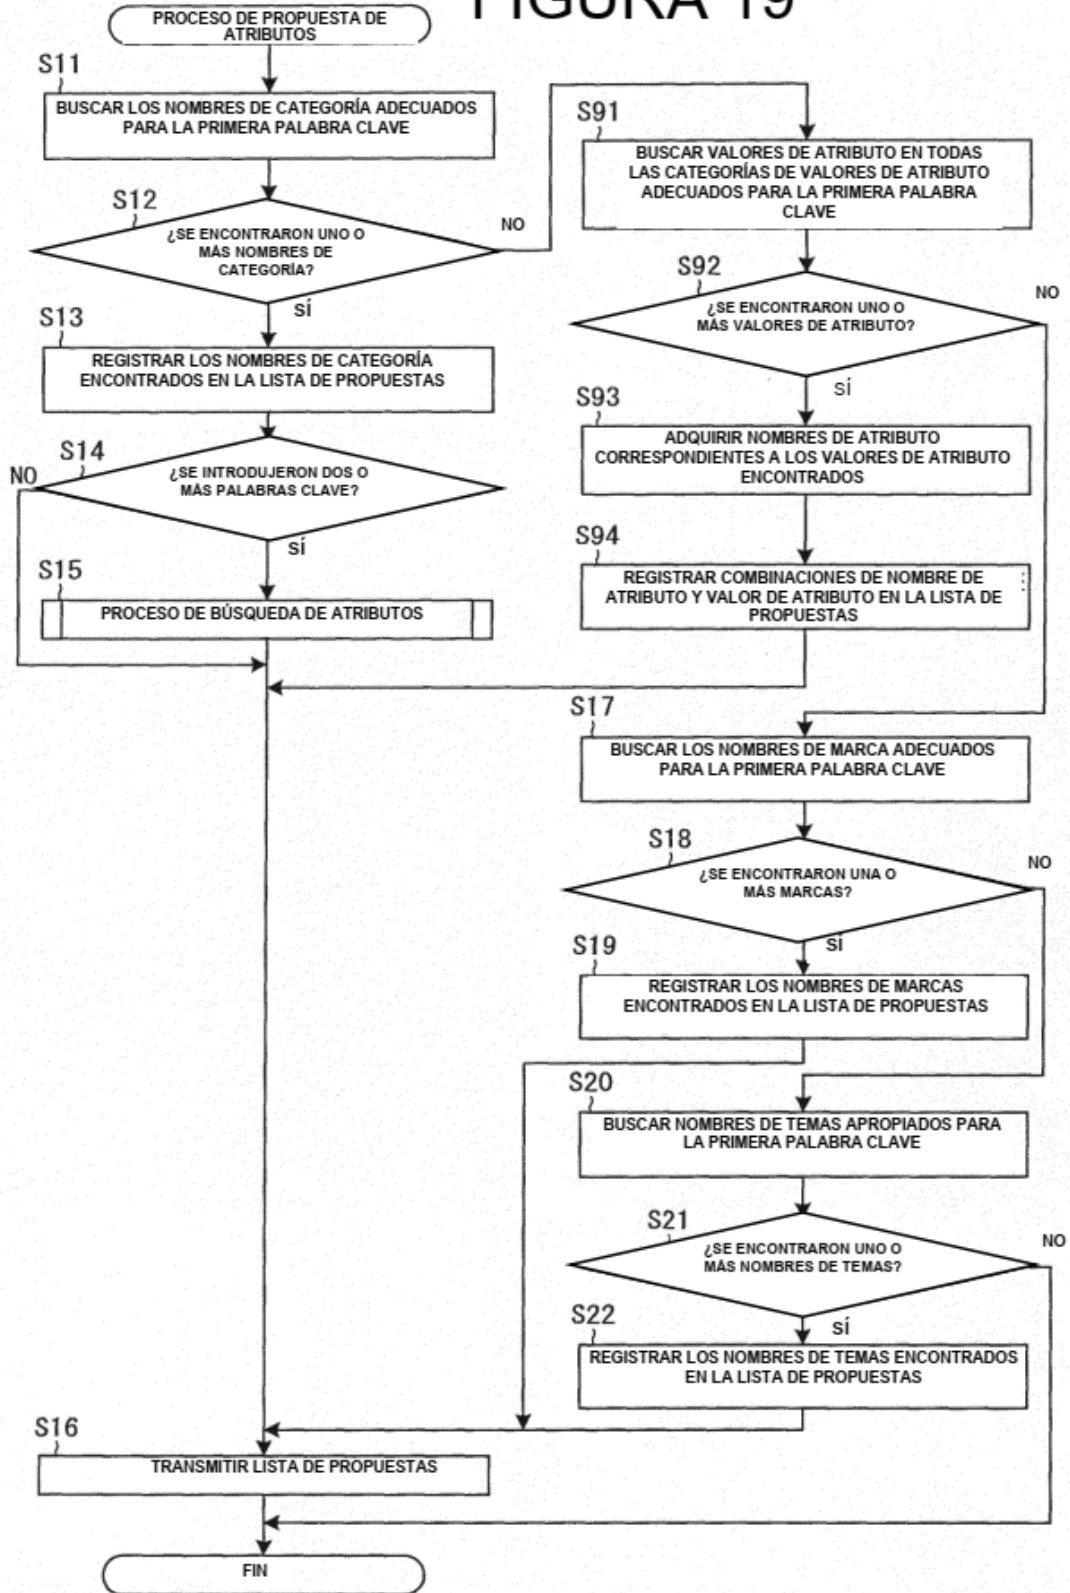 FIGURA 19
PROCESO DE PROPUESTA DE
ATRIBUTOS
S11
BUSCAR LOS NOMBRES DE CATEGORÍA ADECUADOS
PARA LA PRIMERA PALABRA CLAVE
S12
¿SE ENCONTRARON UNO O
MÁS NOMBRES DE
CATEGORÍA?
NO
SÍ
S13
REGISTRAR LOS NOMBRES DE CATEGORÍA
ENCONTRADOS EN LA LISTA DE PROPUESTAS
S14
NO
¿SE INTRODUJERON DOS O
MÁS PALABRAS CLAVE?
SÍ
S15
PROCESO DE BÚSQUEDA DE ATRIBUTOS
S91
BUSCAR VALORES DE ATRIBUTO EN TODAS
LAS CATEGORÍAS DE VALORES DE ATRIBUTO
ADECUADOS PARA LA PRIMERA PALABRA
CLAVE
S92
NO
¿SE ENCONTRARON UNO O
MÁS VALORES DE ATRIBUTO?
SÍ
S93
ADQUIRIR NOMBRES DE ATRIBUTO
CORRESPONDIENTES A LOS VALORES DE ATRIBUTO
ENCONTRADOS
S94
REGISTRAR COMBINACIONES DE NOMBRE DE
ATRIBUTO Y VALOR DE ATRIBUTO EN LA LISTA DE
PROPUESTAS
S17
BUSCAR LOS NOMBRES DE MARCA ADECUADOS
PARA LA PRIMERA PALABRA CLAVE
S18
NO
¿SE ENCONTRARON UNA O
MÁS MARCAS?
SÍ
S19
REGISTRAR LOS NOMBRES DE MARCAS
ENCONTRADOS EN LA LISTA DE PROPUESTAS
S20
BUSCAR NOMBRES DE TEMAS APROPIADOS PARA
LA PRIMERA PALABRA CLAVE
S21
NO
¿SE ENCONTRARON UNO O
MÁS NOMBRES DE TEMAS?
SÍ
S22
REGISTRAR LOS NOMBRES DE TEMAS ENCONTRADOS
EN LA LISTA DE PROPUESTAS
S16
TRANSMITIR LISTA DE PROPUESTAS
FIN